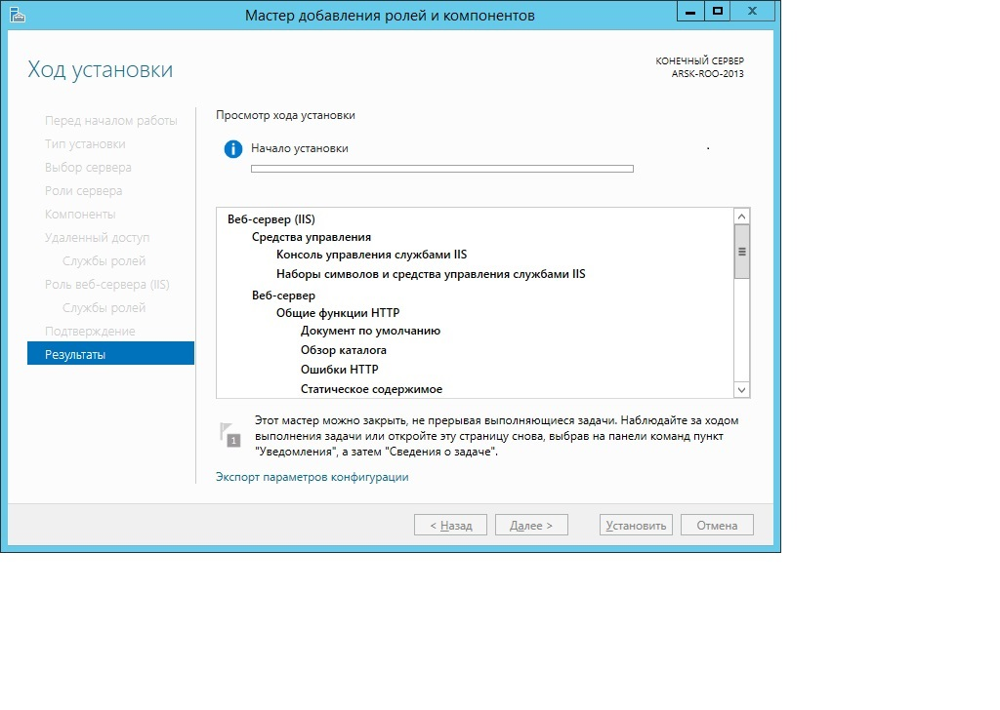 Мастер добавления ролей и компонентов
Ход установки
КОНЕЧНЫЙ СЕРВЕР
ARSK-ROO-2013
Перед началом работы
Тип установки
Выбор сервера
Роли сервера
Компоненты
Удаленный доступ
Службы ролей
Роль веб-сервера (IIS)
Службы ролей
Подтверждение
Результаты
Просмотр хода установки
Начало установки
Веб-сервер (IIS)
Средства управления
Консоль управления службами IIS
Наборы символов и средства управления службами IIS
Веб-сервер
Общие функции HTTP
Документ по умолчанию
Обзор каталога
Ошибки HTTP
Статическое содержимое
1
Этот мастер можно закрыть, не прерывая выполняющиеся задачи. Наблюдайте за ходом
выполнения задачи или откройте эту страницу снова, выбрав на панели команд пункт
"Уведомления", а затем "Сведения о задаче".
Экспорт параметров конфигурации
< Назад
Далее >
Установить
Отмена